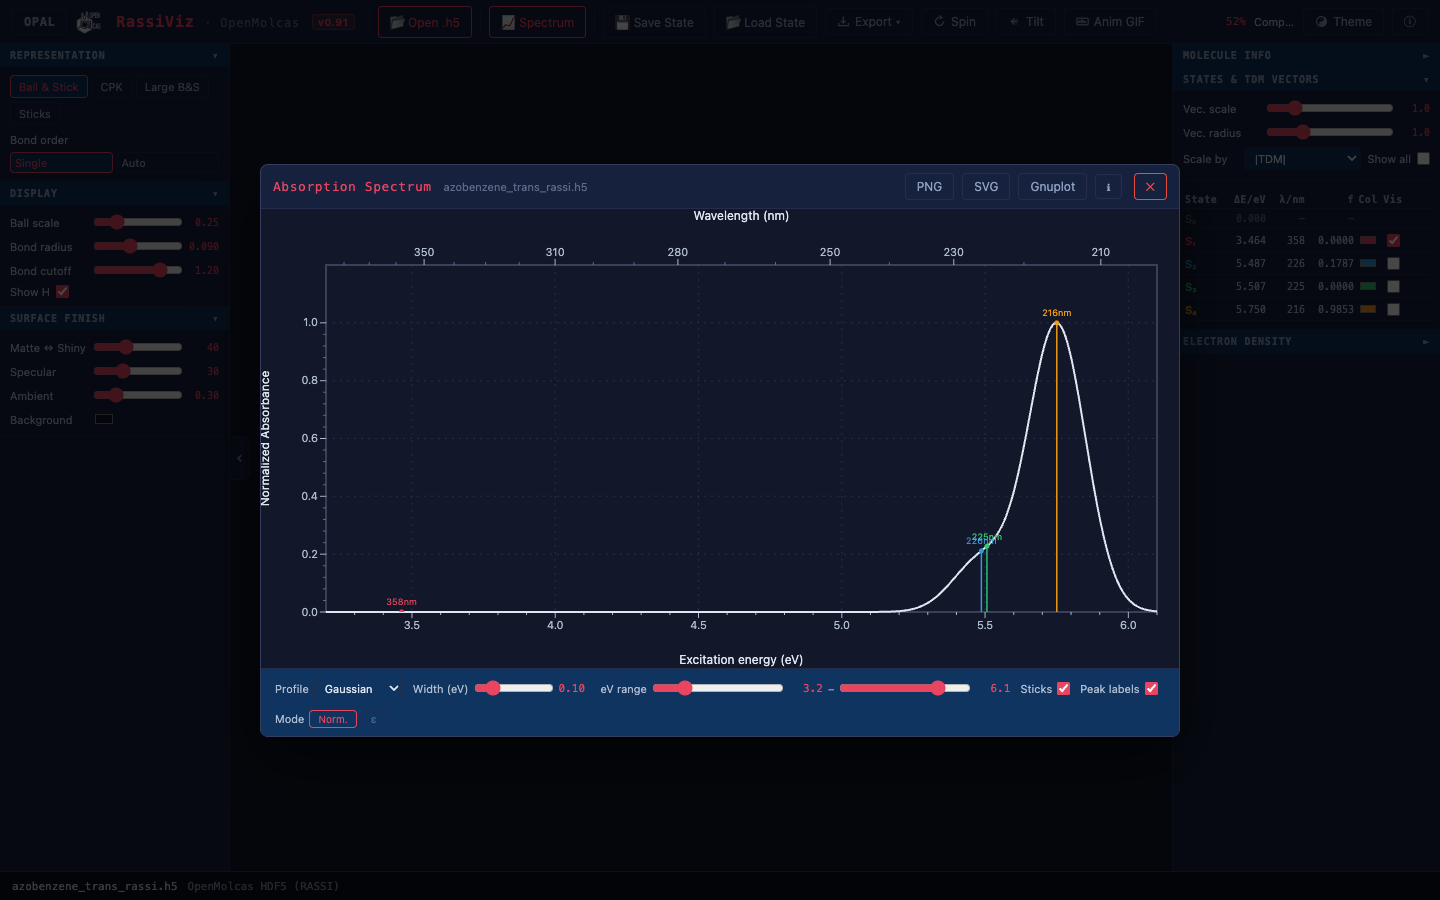 OPAL RassiViz · OpenMolcas v0.91 Open .h5 Spectrum Save State Load State Export ▾ Spin Tilt Anim GIF 52% Comp... Theme
REPRESENTATION
Ball & Stick CPK Large B&S
Sticks
Bond order
Single Auto
DISPLAY
Ball scale 0.25
Bond radius 0.090
Bond cutoff 1.20
Show H
SURFACE FINISH
Matte ⇔ Shiny 40
Specular 30
Ambient 0.30
Background
Absorption Spectrum azobenzene_trans_rassi.h5 PNG SVG Gnuplot i ✕
Wavelength (nm)
350 310 280 250 230 210
Normalized Absorbance
1.0
0.8
0.6
0.4
0.2
0.0
216nm
225nm
226nm
358nm
3.5 4.0 4.5 5.0 5.5 6.0
Excitation energy (eV)
Profile Gaussian Width (eV) 0.10 eV range 3.2 – 6.1 Sticks Peak labels
Mode Norm. ε
MOLECULE INFO
STATES & TDM VECTORS
Vec. scale 1.0
Vec. radius 1.0
Scale by |TDM| Show all
State ΔE/eV λ/nm f Col Vis
S₀ 0.000 — —
S₁ 3.464 358 0.0000
S₂ 5.487 226 0.1787
S₃ 5.507 225 0.0000
S₄ 5.750 216 0.9853
ELECTRON DENSITY
azobenzene_trans_rassi.h5 OpenMolcas HDF5 (RASSI)